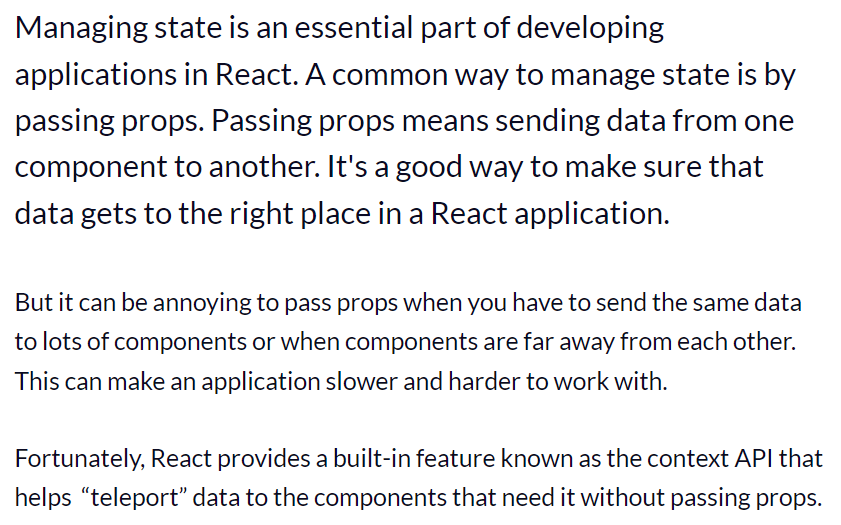 Managing state is an essential part of developing
applications in React. A common way to manage state is by
passing props. Passing props means sending data from one
component to another. It's a good way to make sure that
data gets to the right place in a React application.
But it can be annoying to pass props when you have to send the same data
to lots of components or when components are far away from each other.
This can make an application slower and harder to work with.
Fortunately, React provides a built-in feature known as the context API that
helps “teleport” data to the components that need it without passing props.